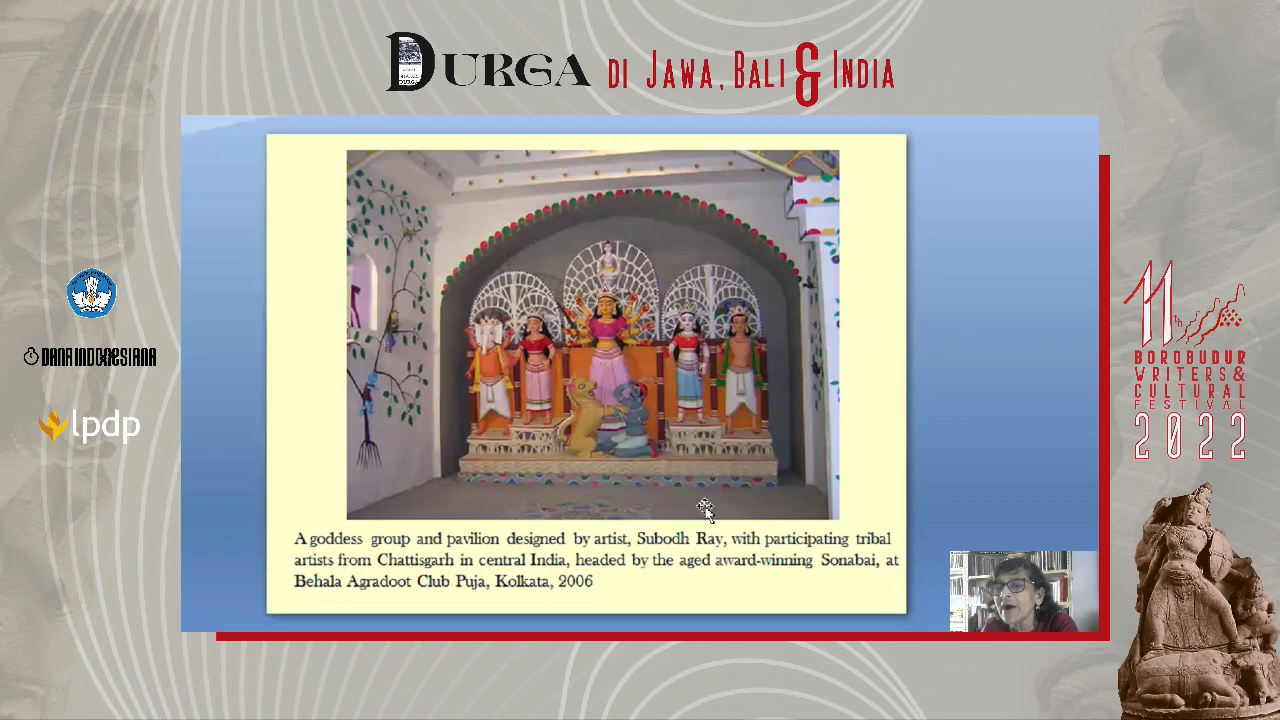 DURGA DI JAWA, BALI & INDIA
A goddess group and pavilion designed by artist, Subodh Ray, with participating tribal
artists from Chattisgarh in central India, headed by the aged award-winning Sonabai, at
Behala Agradoot Club Puja, Kolkata, 2006
DANA INDONESIANA
lpdp
11th
BOROBUDUR
WRITERS&
CULTURAL
FESTIVAL
2022